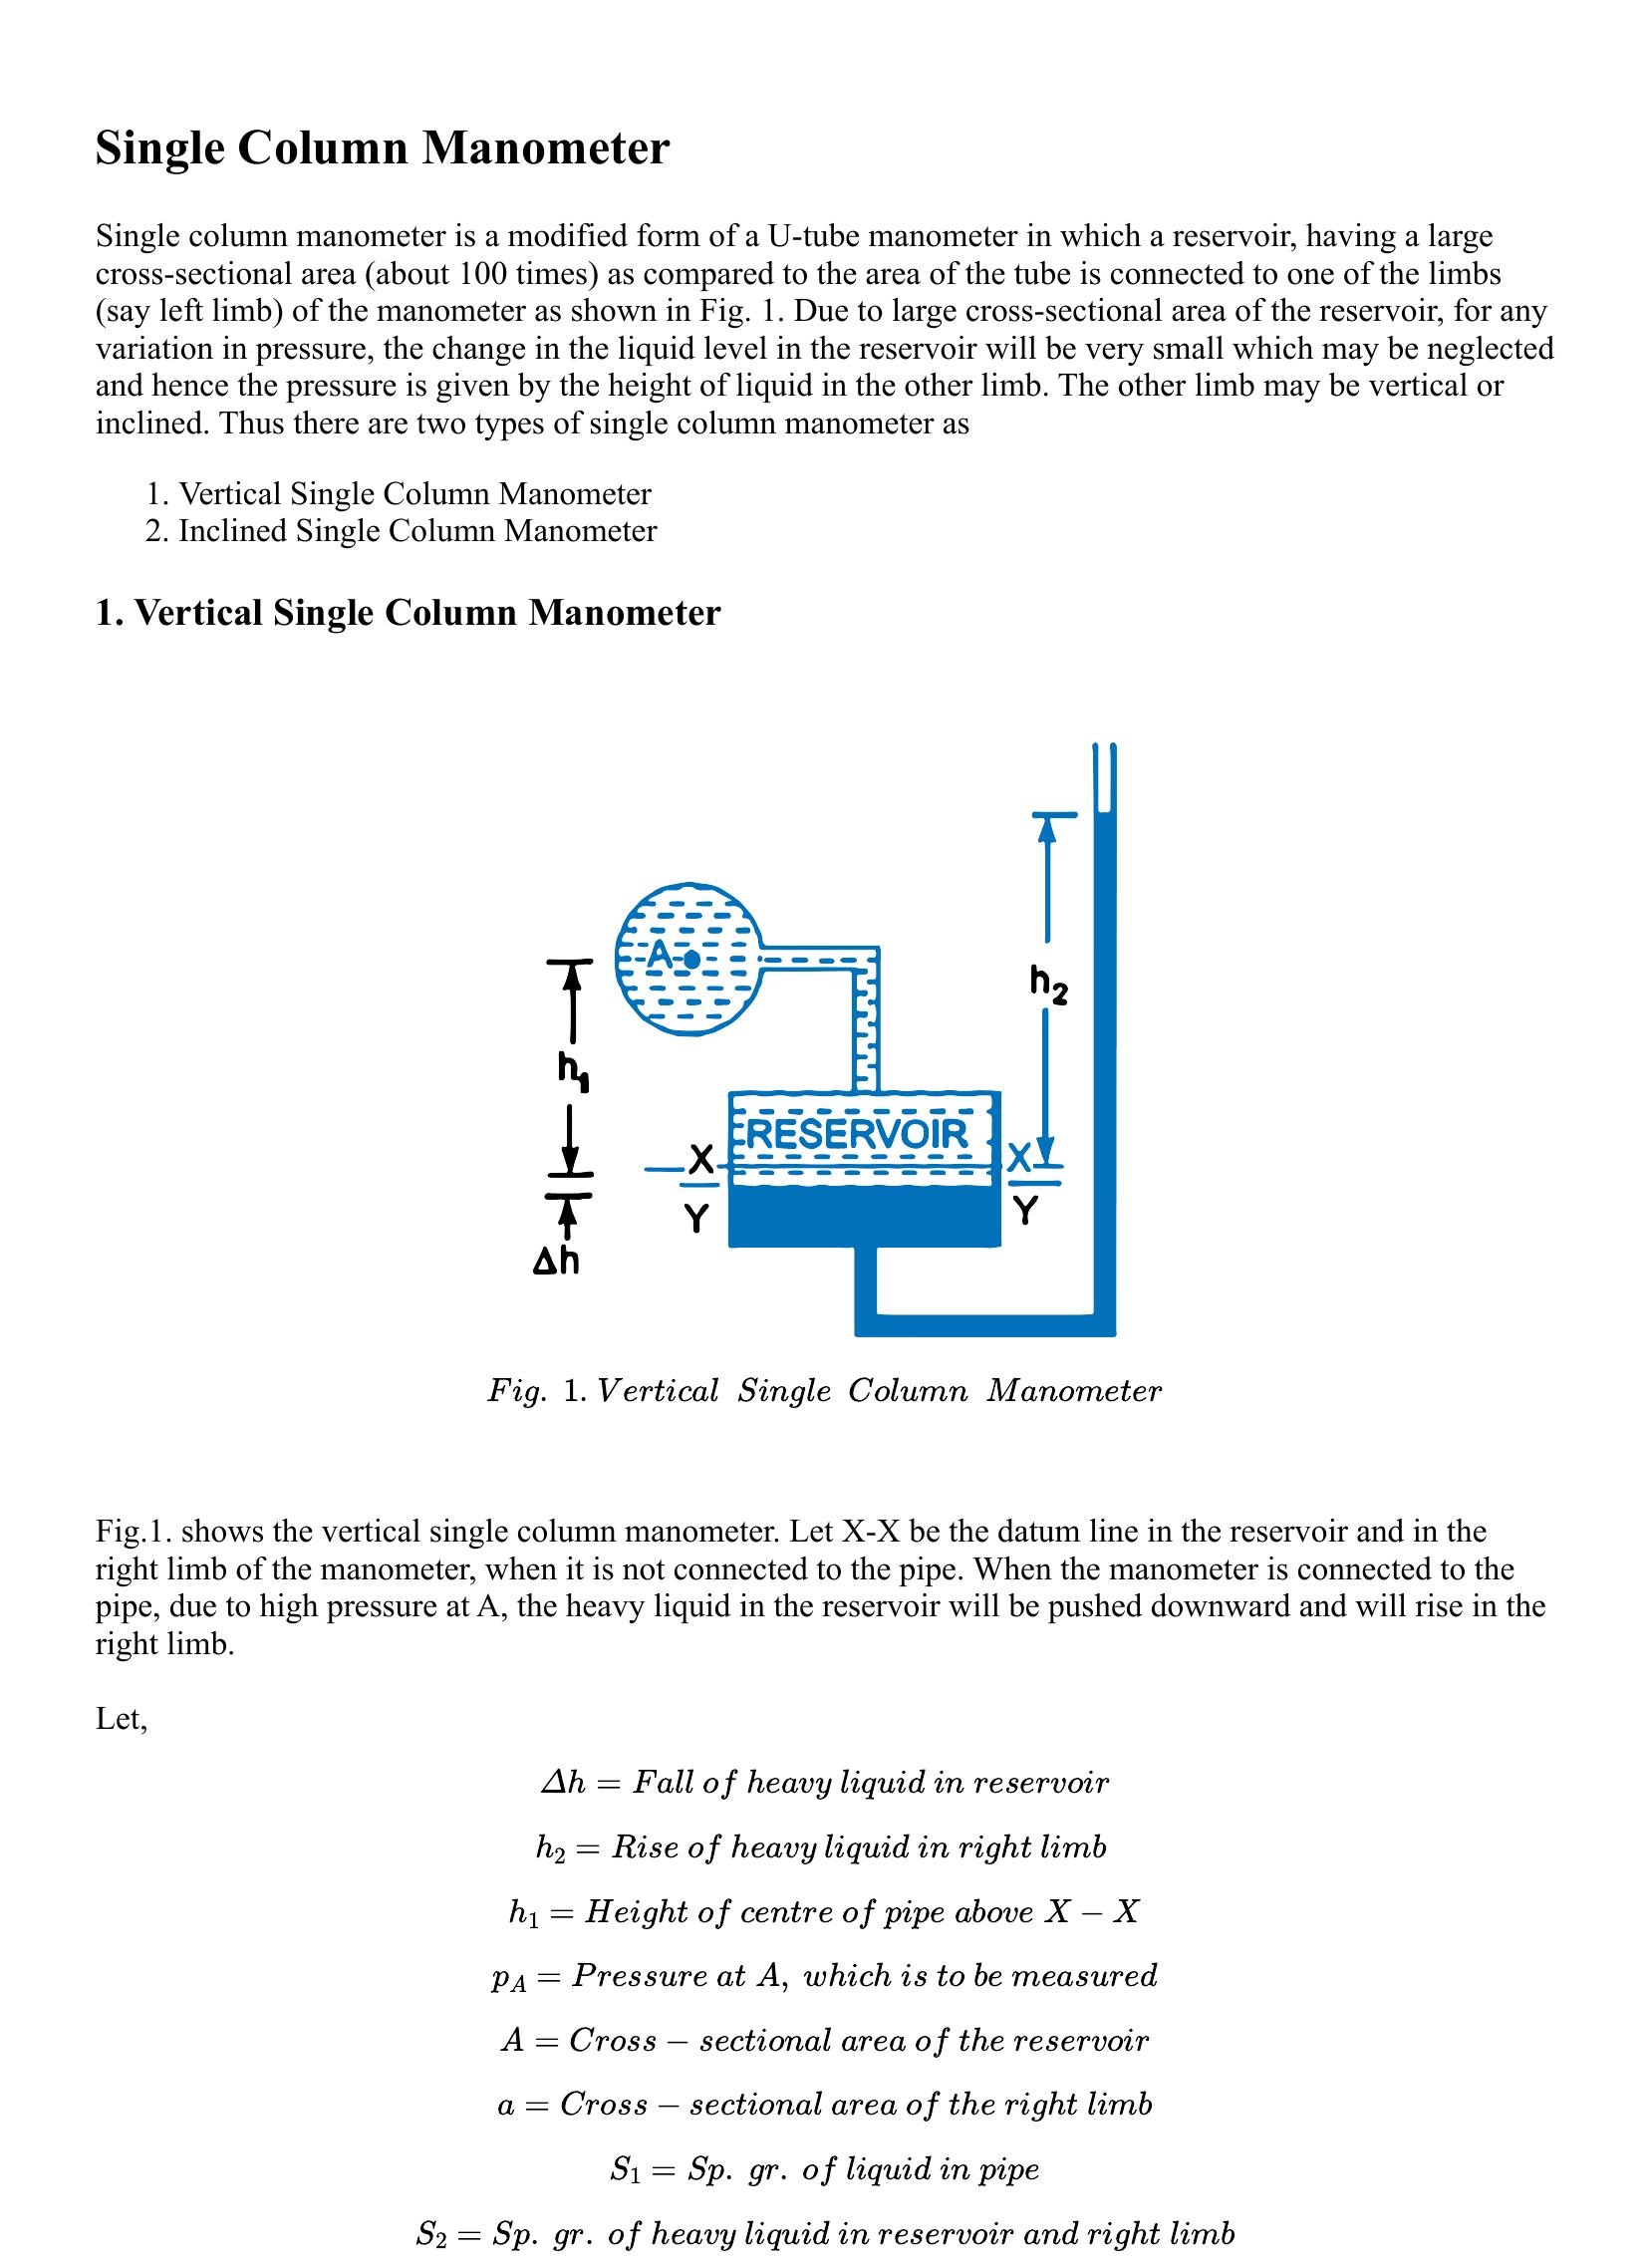 Single Column Manometer
Single column manometer is a modified form of a U-tube manometer in which a reservoir, having a large
cross-sectional area (about 100 times) as compared to the area of the tube is connected to one of the limbs
(say left limb) of the manometer as shown in Fig. 1. Due to large cross-sectional area of the reservoir, for any
variation in pressure, the change in the liquid level in the reservoir will be very small which may be neglected
and hence the pressure is given by the height of liquid in the other limb. The other limb may be vertical or
inclined. Thus there are two types of single column manometer as
1. Vertical Single Column Manometer
2. Inclined Single Column Manometer
1. Vertical Single Column Manometer
A
h₂
h₁
RESERVOIR
X
X
Y
Y
Δh
Fig. 1. Vertical Single Column Manometer
Fig.1. shows the vertical single column manometer. Let X-X be the datum line in the reservoir and in the
right limb of the manometer, when it is not connected to the pipe. When the manometer is connected to the
pipe, due to high pressure at A, the heavy liquid in the reservoir will be pushed downward and will rise in the
right limb.
Let,
Δh = Fall of heavy liquid in reservoir
h₂ = Rise of heavy liquid in right limb
h₁ = Height of centre of pipe above X − X
p_A = Pressure at A, which is to be measured
A = Cross − sectional area of the reservoir
a = Cross − sectional area of the right limb
S₁ = Sp. gr. of liquid in pipe
S₂ = Sp. gr. of heavy liquid in reservoir and right limb